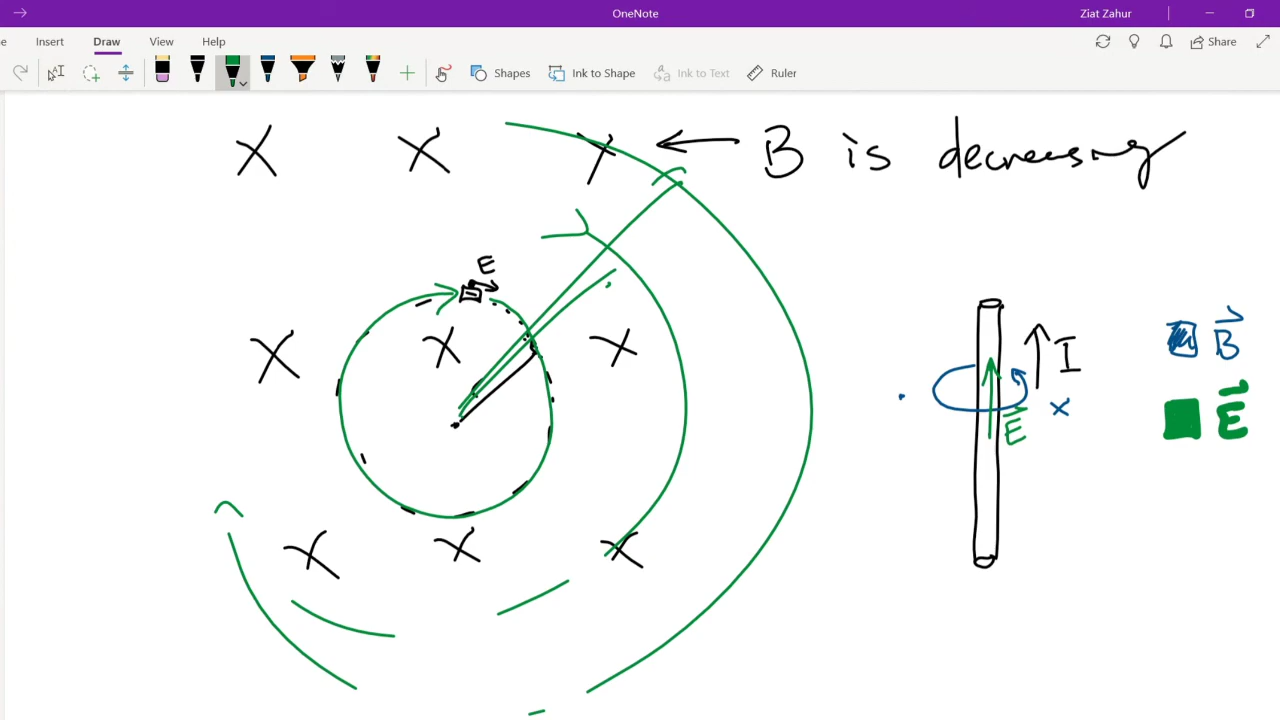 OneNote
Ziat Zahur
e Insert Draw View Help
Share
Shapes Ink to Shape Ink to Text Ruler
X X X ← B is decreasing
E
X X X
I
B
X
E
E
X X X